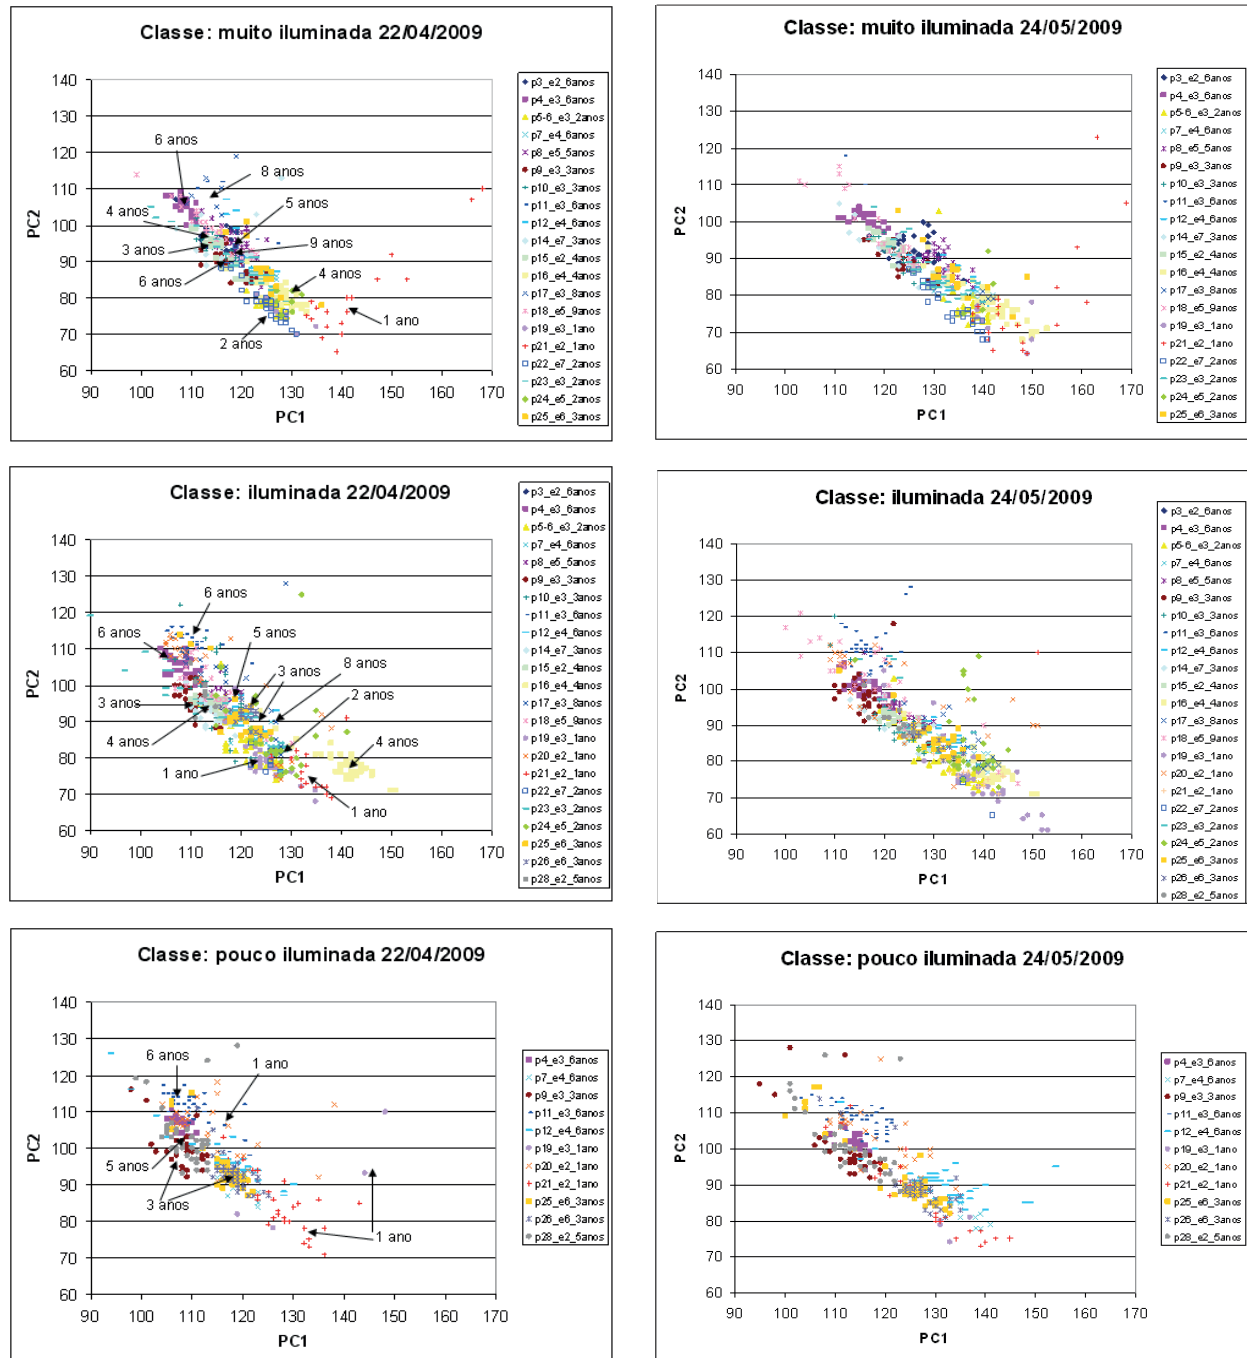 Classe: muito iluminada 22/04/2009
140
130
120
110
100
90
80
70
60
90 100 110 120 130 140 150 160 170
PC2
PC1
6 anos
8 anos
4 anos
5 anos
3 anos
9 anos
6 anos
4 anos
1 ano
2 anos
p3_e2_6anos
p4_e3_6anos
p5-6_e3_2anos
p7_e4_6anos
p8_e5_5anos
p9_e3_3anos
p10_e3_3anos
p11_e3_6anos
p12_e4_6anos
p14_e7_3anos
p15_e2_4anos
p16_e4_4anos
p17_e3_8anos
p18_e5_9anos
p19_e3_1ano
p21_e2_1ano
p22_e7_2anos
p23_e3_2anos
p24_e5_2anos
p25_e6_3anos
Classe: muito iluminada 24/05/2009
140
130
120
110
100
90
80
70
60
90 100 110 120 130 140 150 160 170
PC2
PC1
p3_e2_6anos
p4_e3_6anos
p5-6_e3_2anos
p7_e4_6anos
p8_e5_5anos
p9_e3_3anos
p10_e3_3anos
p11_e3_6anos
p12_e4_6anos
p14_e7_3anos
p15_e2_4anos
p16_e4_4anos
p17_e3_8anos
p18_e5_9anos
p19_e3_1ano
p21_e2_1ano
p22_e7_2anos
p23_e3_2anos
p24_e5_2anos
p25_e6_3anos
Classe: iluminada 22/04/2009
140
130
120
110
100
90
80
70
60
90 100 110 120 130 140 150 160 170
PC2
PC1
6 anos
6 anos
5 anos
3 anos
8 anos
3 anos
2 anos
4 anos
4 anos
1 ano
1 ano
p3_e2_6anos
p4_e3_6anos
p5-6_e3_2anos
p7_e4_6anos
p8_e5_5anos
p9_e3_3anos
p10_e3_3anos
p11_e3_6anos
p12_e4_6anos
p14_e7_3anos
p15_e2_4anos
p16_e4_4anos
p17_e3_8anos
p18_e5_9anos
p19_e3_1ano
p20_e2_1ano
p21_e2_1ano
p22_e7_2anos
p23_e3_2anos
p24_e5_2anos
p25_e6_3anos
p26_e6_3anos
p28_e2_5anos
Classe: iluminada 24/05/2009
140
130
120
110
100
90
80
70
60
90 100 110 120 130 140 150 160 170
PC2
PC1
p3_e2_6anos
p4_e3_6anos
p5-6_e3_2anos
p7_e4_6anos
p8_e5_5anos
p9_e3_3anos
p10_e3_3anos
p11_e3_6anos
p12_e4_6anos
p14_e7_3anos
p15_e2_4anos
p16_e4_4anos
p17_e3_8anos
p18_e5_9anos
p19_e3_1ano
p20_e2_1ano
p21_e2_1ano
p22_e7_2anos
p23_e3_2anos
p24_e5_2anos
p25_e6_3anos
p26_e6_3anos
p28_e2_5anos
Classe: pouco iluminada 22/04/2009
140
130
120
110
100
90
80
70
60
90 100 110 120 130 140 150 160 170
PC2
PC1
6 anos
1 ano
5 anos
3 anos
1 ano
p4_e3_6anos
p7_e4_6anos
p9_e3_3anos
p11_e3_6anos
p12_e4_6anos
p19_e3_1ano
p20_e2_1ano
p21_e2_1ano
p25_e6_3anos
p26_e6_3anos
p28_e2_5anos
Classe: pouco iluminada 24/05/2009
140
130
120
110
100
90
80
70
60
90 100 110 120 130 140 150 160 170
PC2
PC1
p4_e3_6anos
p7_e4_6anos
p9_e3_3anos
p11_e3_6anos
p12_e4_6anos
p19_e3_1ano
p20_e2_1ano
p21_e2_1ano
p25_e6_3anos
p26_e6_3anos
p28_e2_5anos